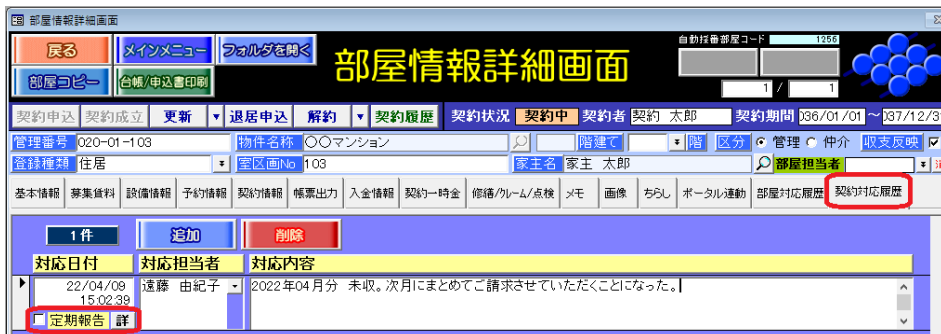 部屋情報詳細画面
戻る メインメニュー フォルダを開く 部屋情報詳細画面 自動採番部屋コード 1256
部屋コピー 台帳/申込書印刷 1 / 1
契約申込 契約成立 更新 ▼ 退居申込 解約 ▼ 契約履歴 契約状況 契約中 契約者 契約 太郎 契約期間 036/01/01 ～037/12/3
管理番号 020-01-103 物件名称 〇〇マンション 階建て 階 区分 管理 仲介 収支反映
登録種類 住居 室区画No 103 家主名 家主 太郎 部屋担当者
基本情報 募集賃料 設備情報 予約情報 契約情報 帳票出力 入金情報 契約一時金 修繕/クレーム/点検 メモ 画像 ちらし ポータル連動 部屋対応履歴 契約対応履歴
1件 追加 削除
対応日付 対応担当者 対応内容
22/04/09 遠藤 由紀子 2022年04月分 未収。次月にまとめてご請求させていただくことになった。
15:02:39
定期報告 詳